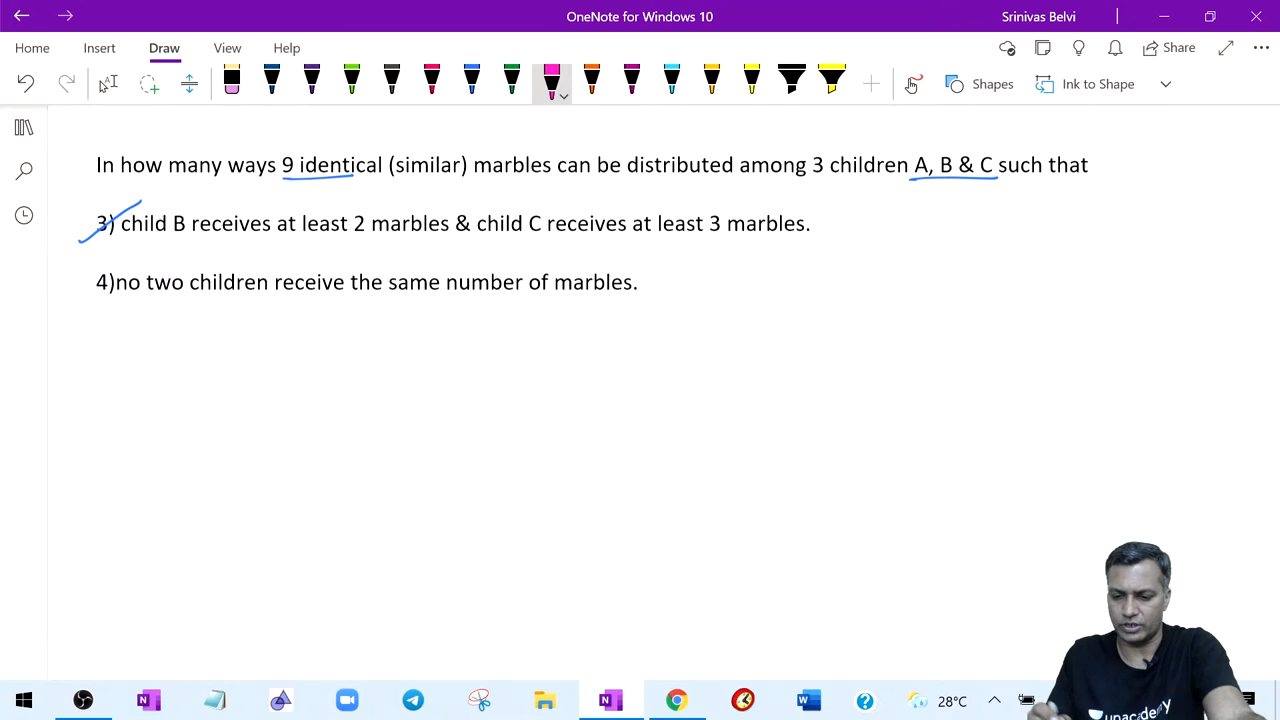 OneNote for Windows 10
Srinivas Belvi
Home Insert Draw View Help
Share
Shapes
Ink to Shape
In how many ways 9 identical (similar) marbles can be distributed among 3 children A, B & C such that
3) child B receives at least 2 marbles & child C receives at least 3 marbles.
4)no two children receive the same number of marbles.
unacademy
28°C